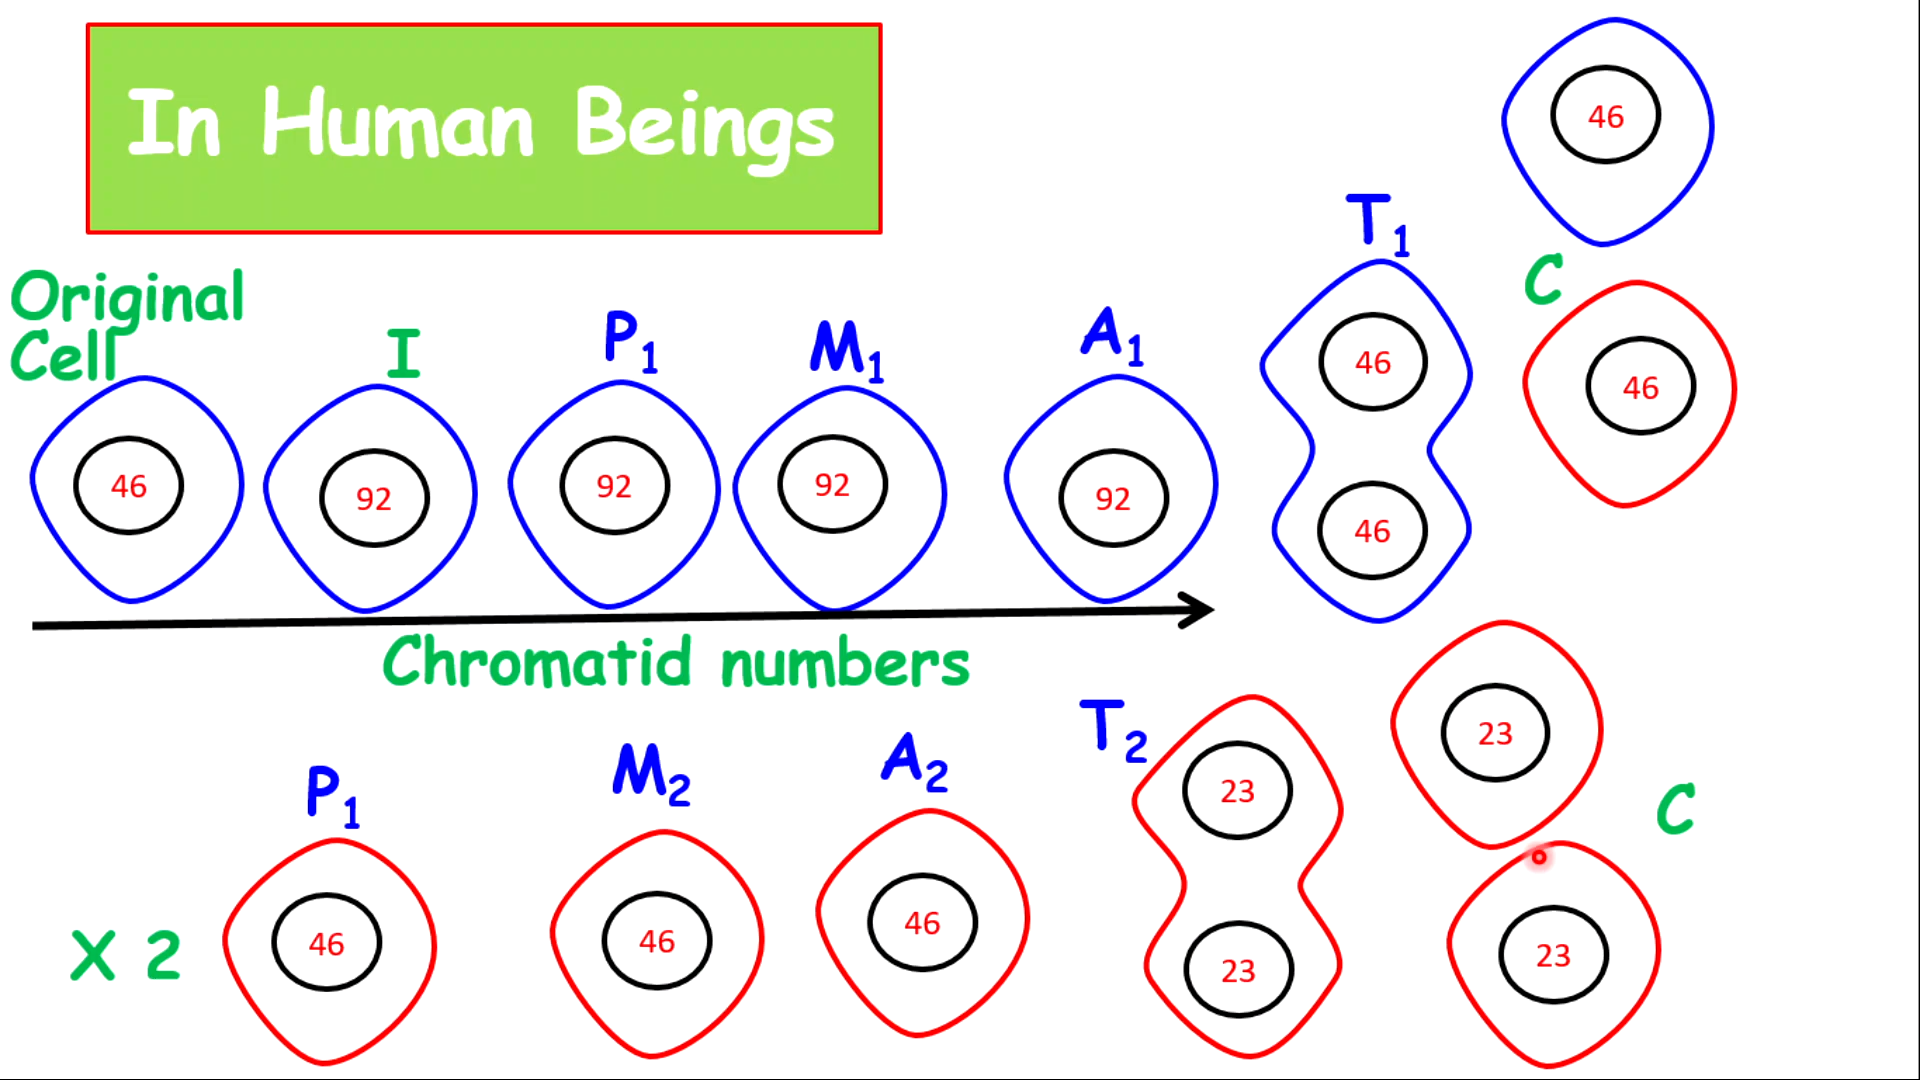 In Human Beings
46
T1
C
46
Original
Cell
I
P1
M1
A1
46
92
92
92
92
46
46
Chromatid numbers
T2
23
C
P1
M2
A2
23
X 2
46
46
46
23
23